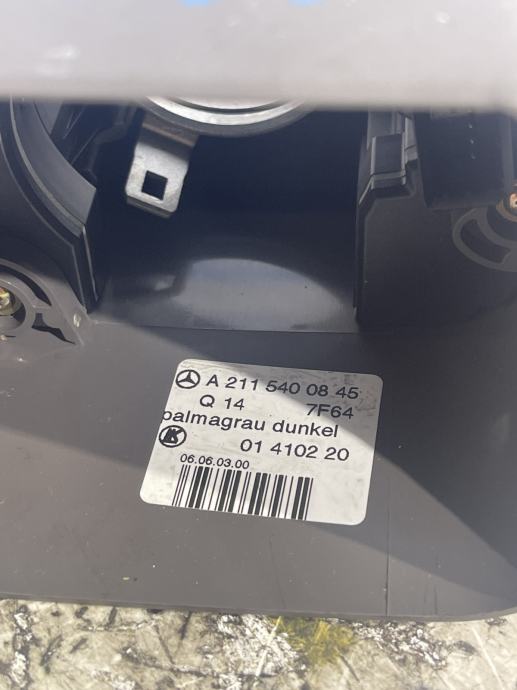 A 211 540 08 45
Q 14 7F64
palmagrau dunkel
01 4102 20
06.06.03.00